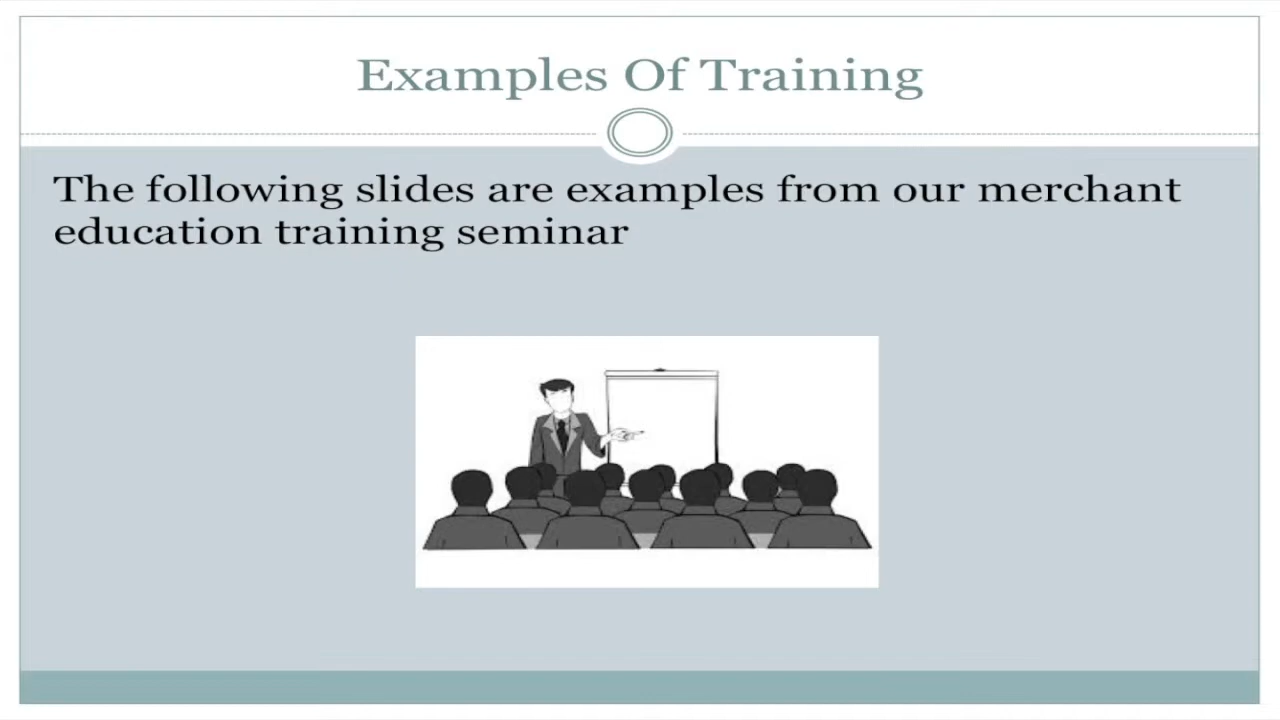 Examples Of Training
The following slides are examples from our merchant
education training seminar